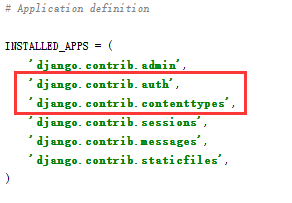 # Application definition
INSTALLED_APPS = (
'django.contrib.admin',
'django.contrib.auth',
'django.contrib.contenttypes',
'django.contrib.sessions',
'django.contrib.messages',
'django.contrib.staticfiles',
)